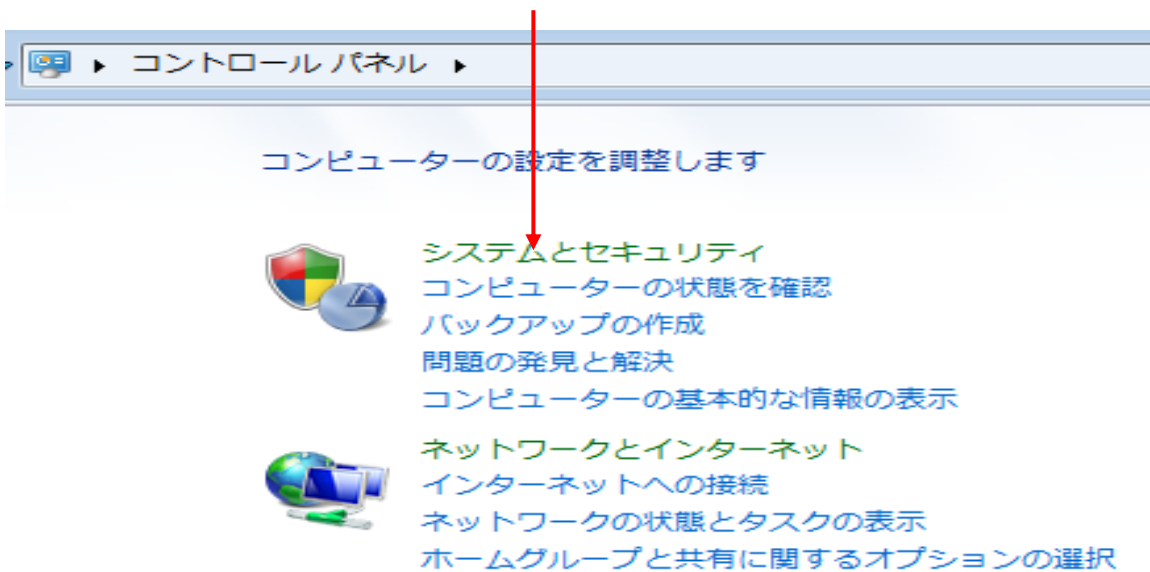 コントロール パネル
コンピューターの設定を調整します
システムとセキュリティ
コンピューターの状態を確認
バックアップの作成
問題の発見と解決
コンピューターの基本的な情報の表示
ネットワークとインターネット
インターネットへの接続
ネットワークの状態とタスクの表示
ホームグループと共有に関するオプションの選択